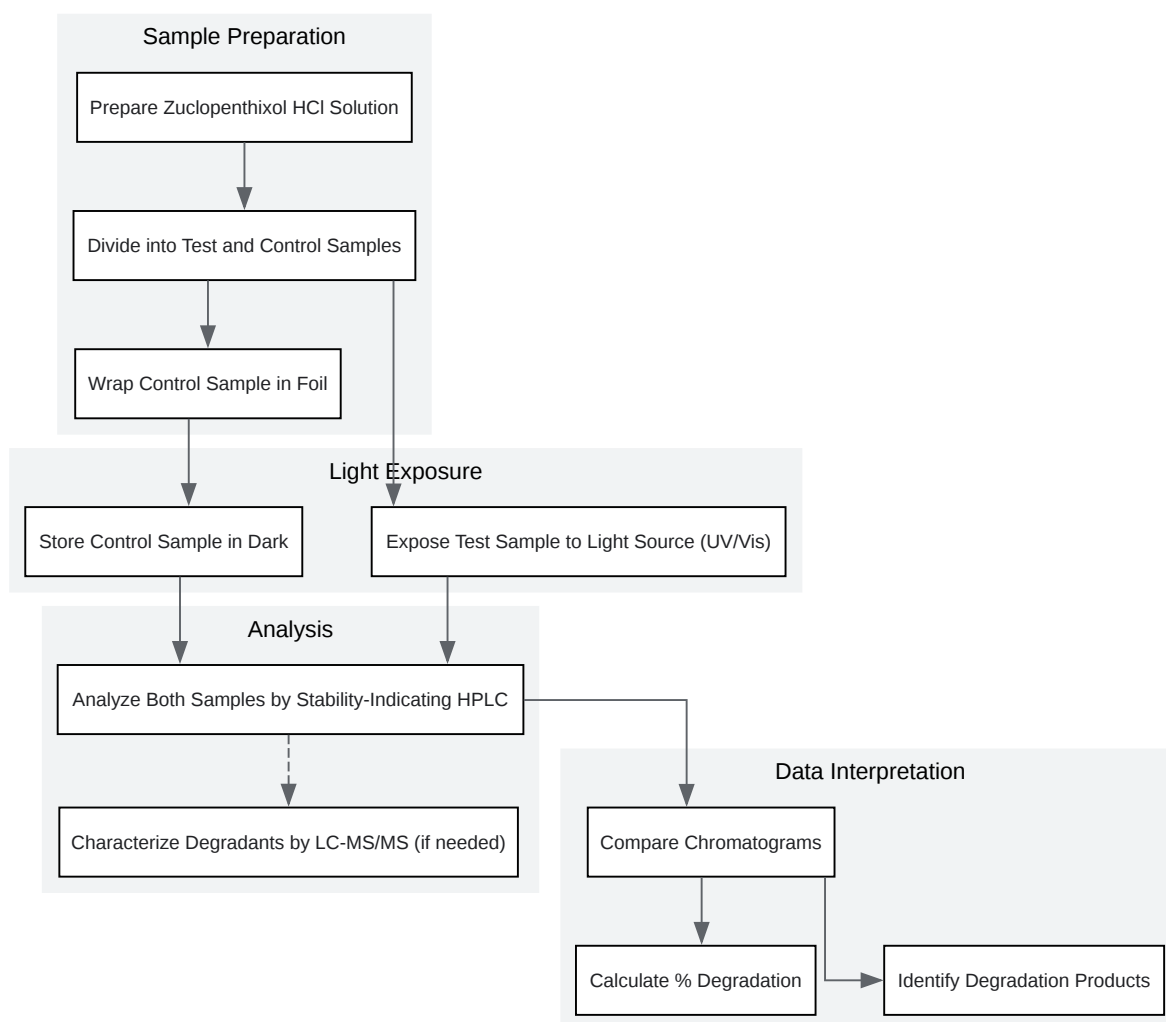 Sample Preparation
Prepare Zuclopenthixol HCl Solution
Divide into Test and Control Samples
Wrap Control Sample in Foil
Light Exposure
Store Control Sample in Dark
Expose Test Sample to Light Source (UV/Vis)
Analysis
Analyze Both Samples by Stability-Indicating HPLC
Characterize Degradants by LC-MS/MS (if needed)
Data Interpretation
Compare Chromatograms
Calculate % Degradation
Identify Degradation Products